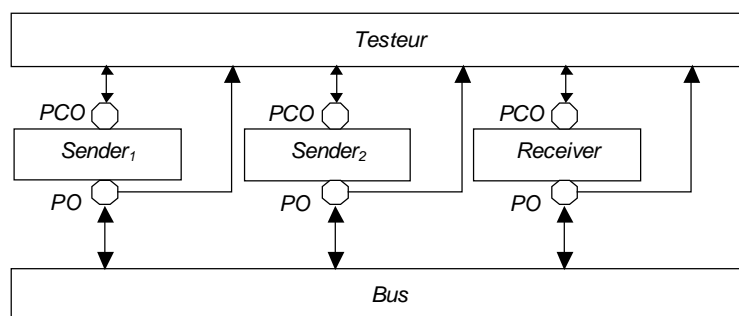 Testeur
PCO PCO PCO
Sender₁ Sender₂ Receiver
PO PO PO
Bus